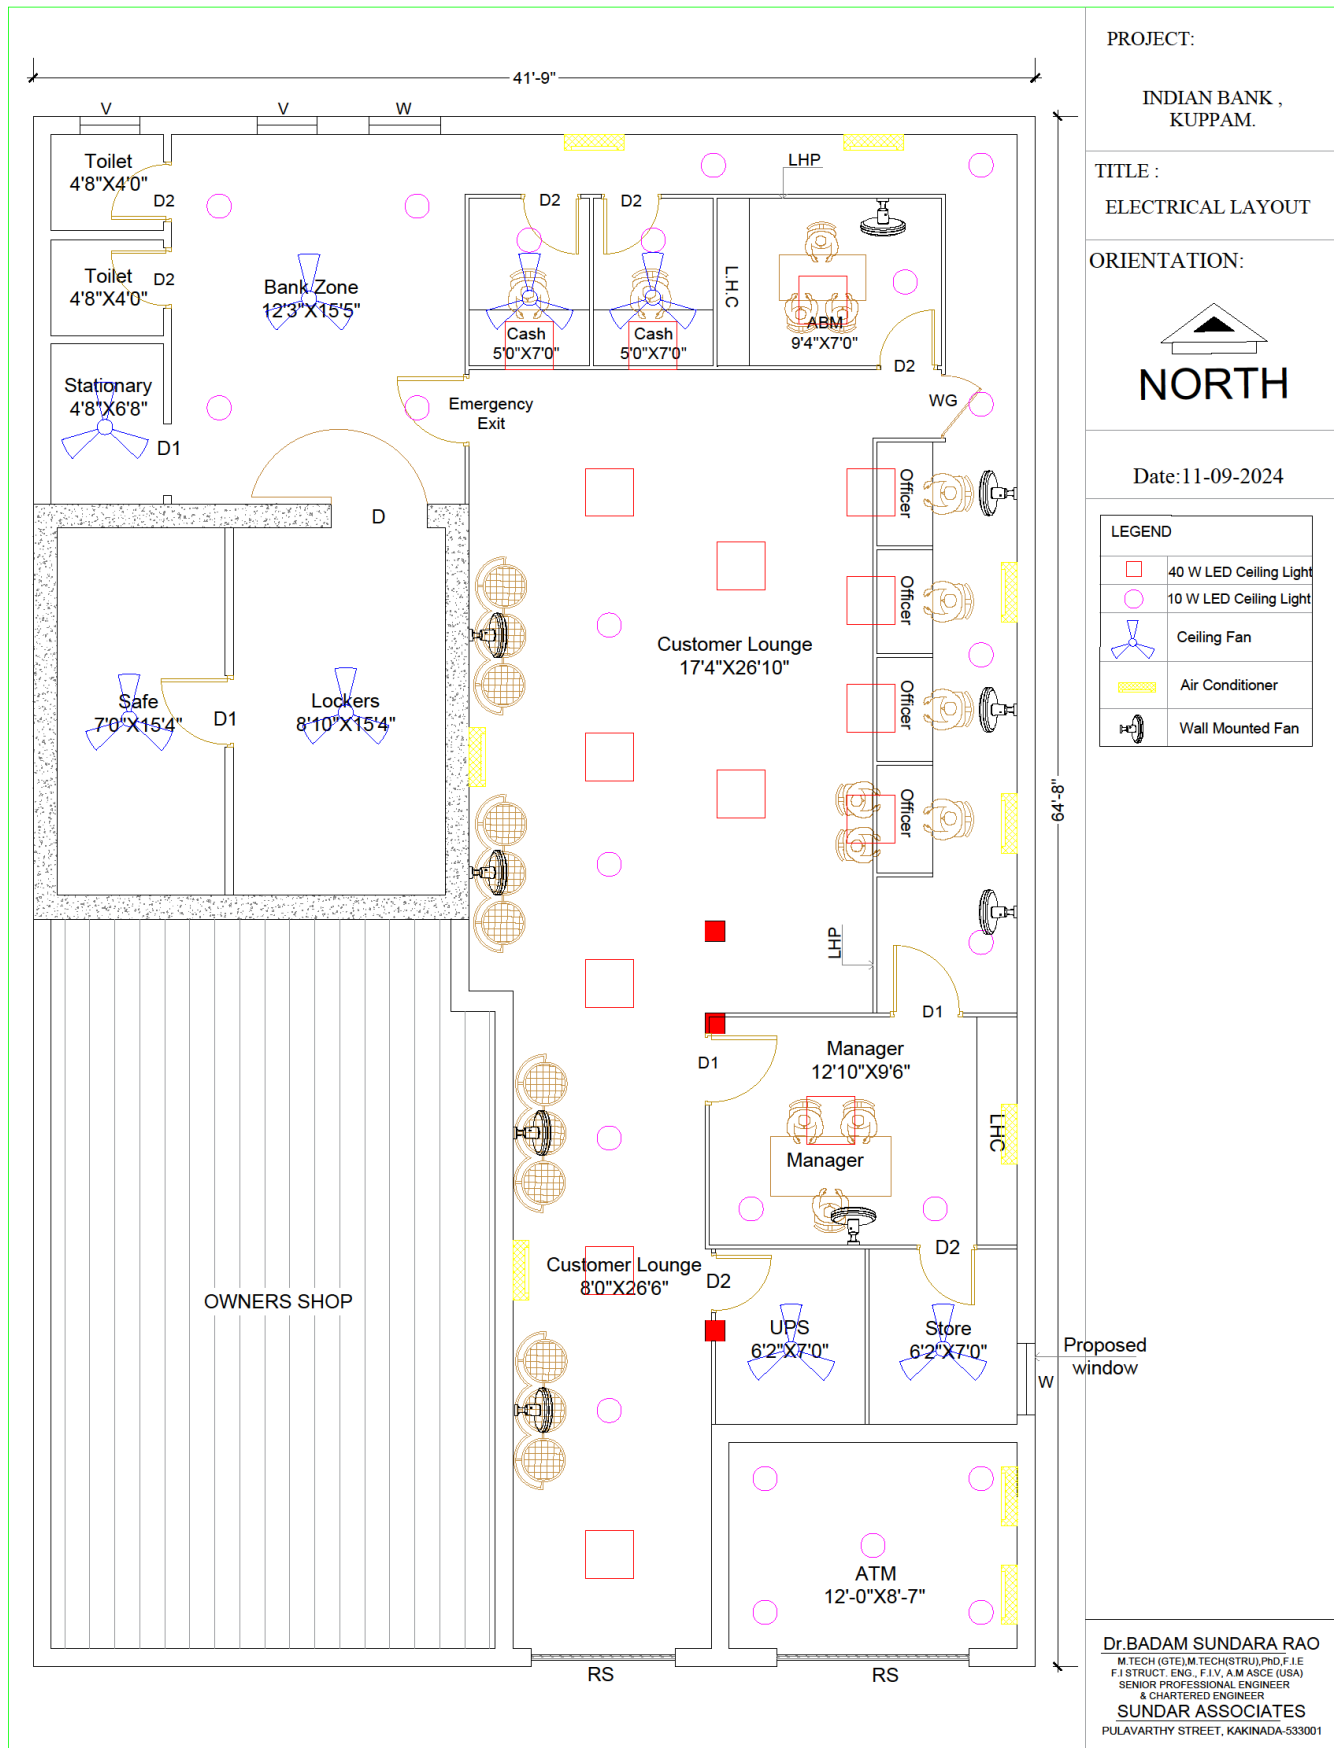 41'-9"
V
V
W
Toilet
4'8"X4'0"
D2
Toilet
4'8"X4'0"
D2
Stationary
4'8"X6'8"
D1
Bank Zone
12'3"X15'5"
D2
D2
Cash
5'0"X7'0"
Cash
5'0"X7'0"
L.H.C
LHP
ABM
9'4"X7'0"
D2
WG
Emergency
Exit
D
Officer
Officer
Officer
Officer
Customer Lounge
17'4"X26'10"
Safe
7'0"X15'4"
D1
Lockers
8'10"X15'4"
64'-8"
LHP
D1
D1
Manager
12'10"X9'6"
LHC
Manager
D2
Customer Lounge
8'0"X26'6"
D2
OWNERS SHOP
UPS
6'2"X7'0"
Store
6'2"X7'0"
Proposed
window
W
ATM
12'-0"X8'-7"
RS
RS
PROJECT:
INDIAN BANK ,
KUPPAM.
TITLE :
ELECTRICAL LAYOUT
ORIENTATION:
NORTH
Date:11-09-2024
LEGEND
40 W LED Ceiling Light
10 W LED Ceiling Light
Ceiling Fan
Air Conditioner
Wall Mounted Fan
Dr.BADAM SUNDARA RAO
M.TECH (GTE),M.TECH(STRU),PhD,F.I.E
F.I STRUCT. ENG., F.I.V, A.M ASCE (USA)
SENIOR PROFESSIONAL ENGINEER
& CHARTERED ENGINEER
SUNDAR ASSOCIATES
PULAVARTHY STREET, KAKINADA-533001